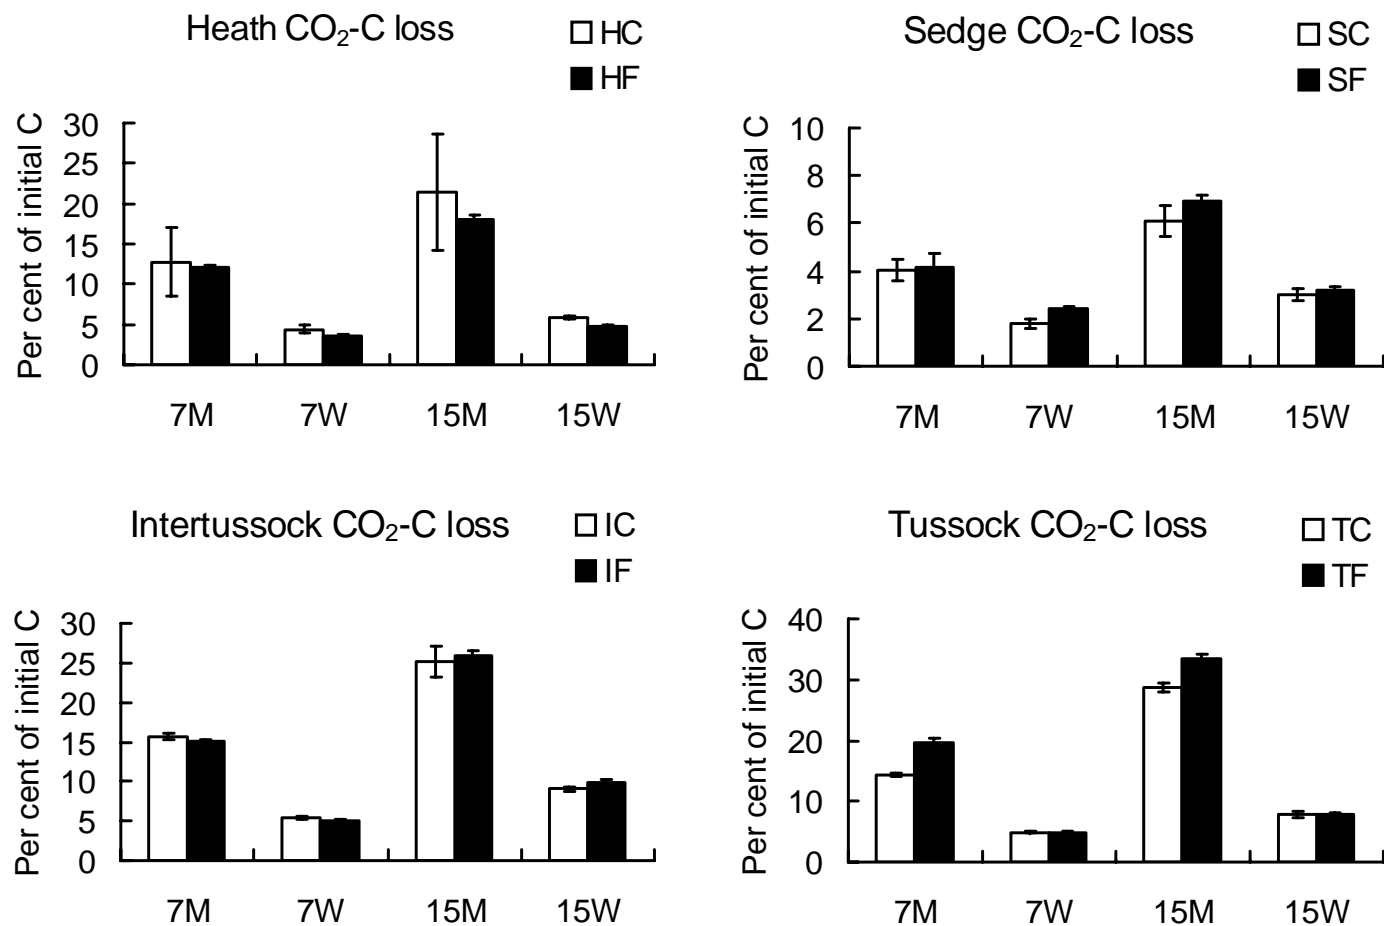 Heath CO₂-C loss
HC
HF
Per cent of initial C
30
25
20
15
10
5
0
7M 7W 15M 15W
Sedge CO₂-C loss
SC
SF
Per cent of initial C
10
8
6
4
2
0
7M 7W 15M 15W
Intertussock CO₂-C loss
IC
IF
Per cent of initial C
30
25
20
15
10
5
0
7M 7W 15M 15W
Tussock CO₂-C loss
TC
TF
Per cent of initial C
40
30
20
10
0
7M 7W 15M 15W